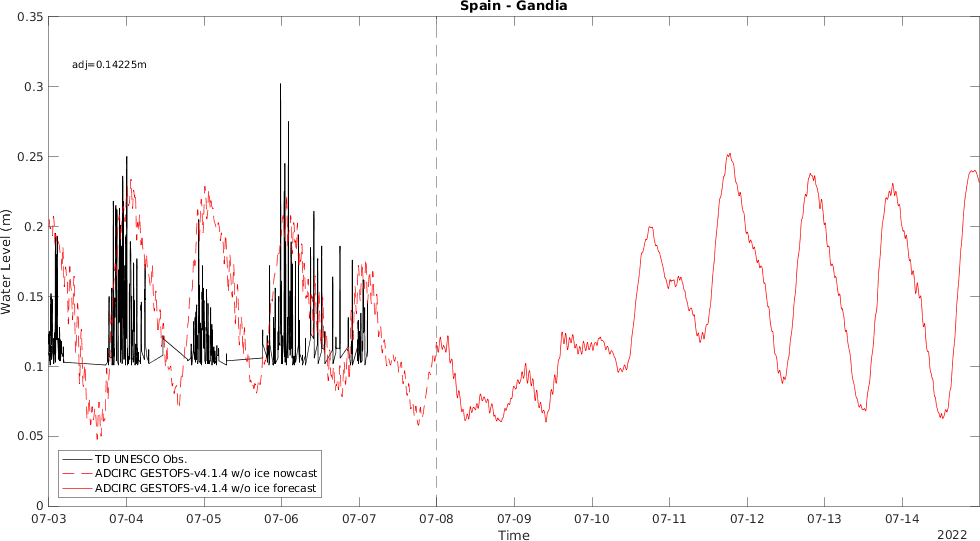 Spain - Gandia
0.35
0.3
0.25
0.2
0.15
0.1
0.05
0
Water Level (m)
adj=0.14225m
TD UNESCO Obs.
ADCIRC GESTOFS-v4.1.4 w/o ice nowcast
ADCIRC GESTOFS-v4.1.4 w/o ice forecast
07-03 07-04 07-05 07-06 07-07 07-08 07-09 07-10 07-11 07-12 07-13 07-14
Time
2022